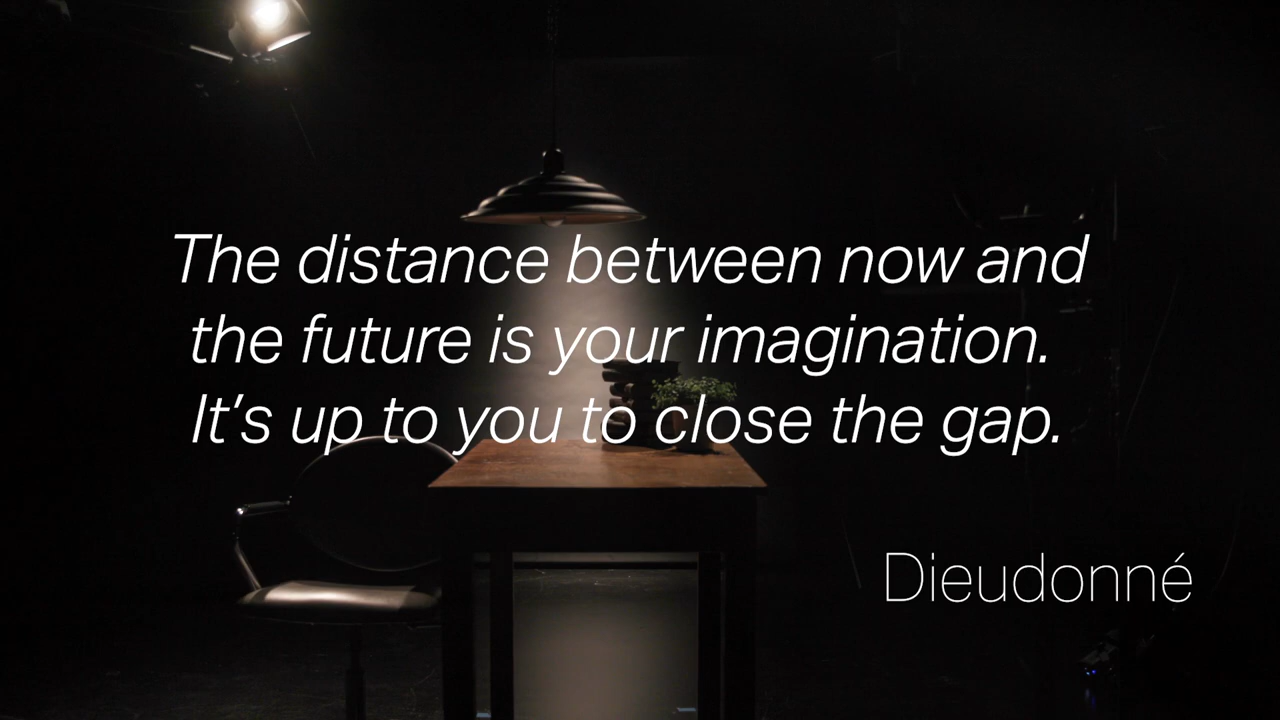 The distance between now and
the future is your imagination.
It’s up to you to close the gap.
Dieudonné